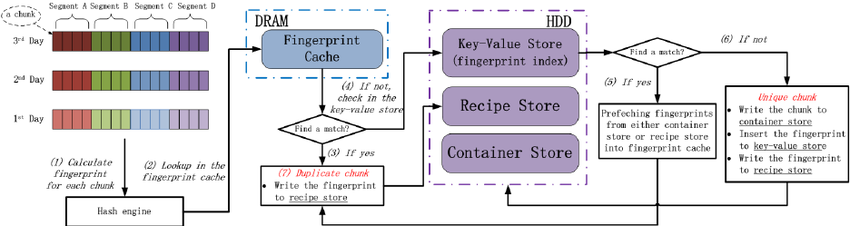 Segment A Segment B Segment C Segment D
a chunk
3rd Day
2nd Day
1st Day
(1) Calculate
fingerprint
for each chunk
(2) Lookup in the
fingerprint cache
Hash engine
DRAM
Fingerprint
Cache
(4) If not,
check in the
key-value store
Find a match?
(3) If yes
(7) Duplicate chunk
• Write the fingerprint
to recipe store
HDD
Key-Value Store
(fingerprint index)
Recipe Store
Container Store
Find a match?
(6) If not
(5) If yes
Prefeching fingerprints
from either container
store or recipe store
into fingerprint cache
Unique chunk
• Write the chunk to
container store
• Insert the fingerprint
to key-value store
• Write the fingerprint
to recipe store